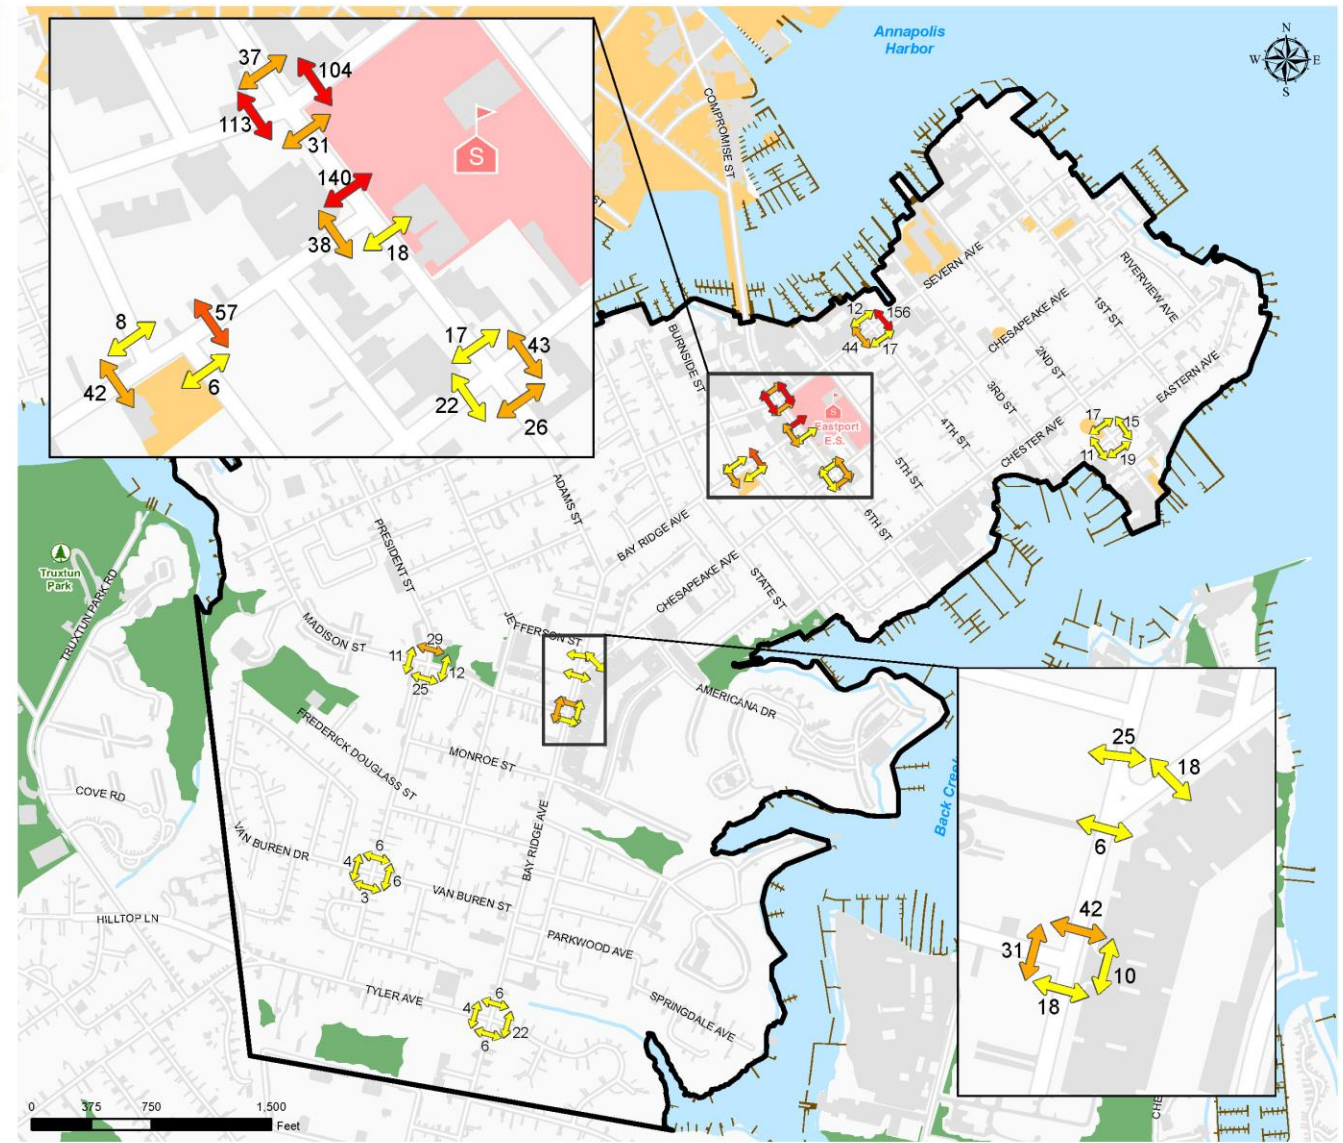 Annapolis
Harbor
N
W
E
S
37
104
113
31
S
140
38
18
8
57
42
6
17
43
22
26
COMPROMISE ST
ST
BURNSIDE ST
12
156
44
17
SEVERN AVE
RIVERVIEW AVE
CHESAPEAKE AVE
1ST ST
2ND ST
EASTERN AVE
3RD ST
4TH ST
CHESTER AVE
17
15
11
19
S
Eastport
E.S.
5TH ST
6TH ST
ADAMS ST
BAY RIDGE AVE
CHESAPEAKE AVE
STATE ST
PRESIDENT ST
Truxtun
Park
TRUXTUN PARK RD
MADISON ST
JEFFERSON ST
29
11
12
25
AMERICANA DR
FREDERICK DOUGLASS ST
MONROE ST
COVE RD
Back Creek
25
18
6
42
31
10
18
VAN BUREN DR
6
4
6
3
VAN BUREN ST
BAY RIDGE AVE
HILLTOP LN
PARKWOOD AVE
TYLER AVE
6
4
22
6
SPRINGDALE AVE
CHE
0
375
750
1,500
Feet